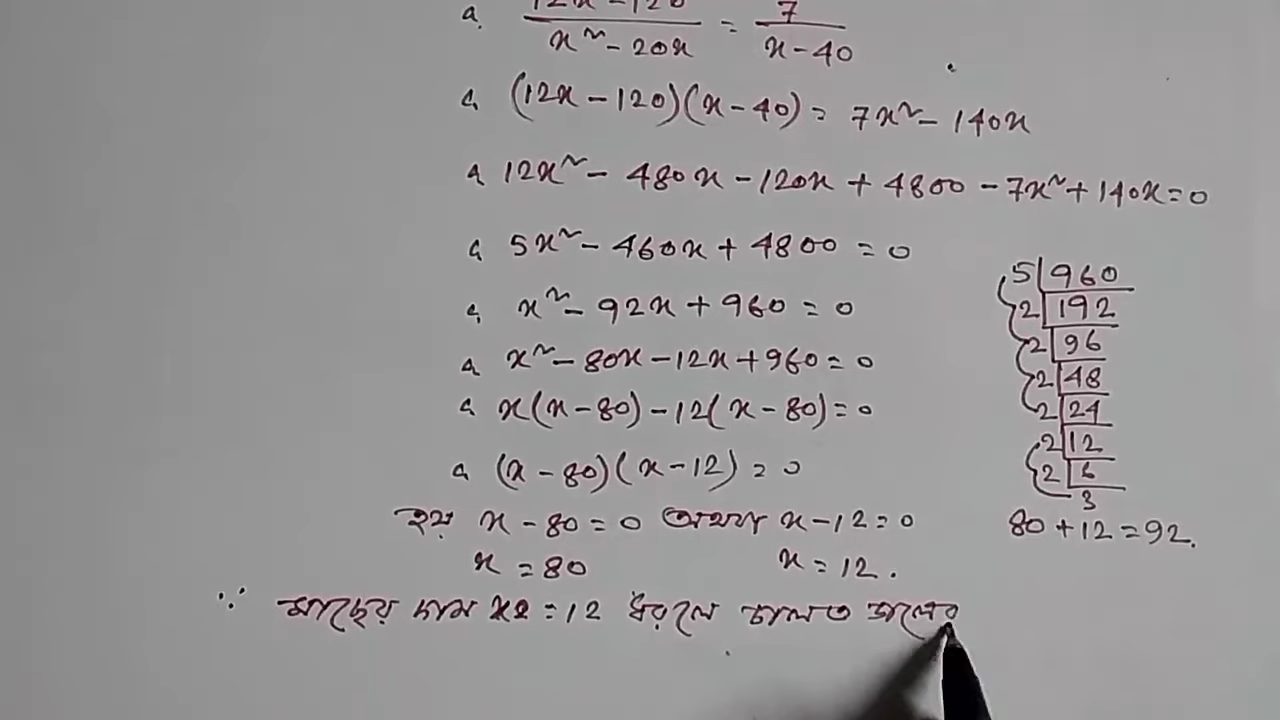 a. 12x - 120 / x² - 20x = 7 / x - 40
বা (12x - 120)(x - 40) = 7x² - 140x
বা 12x² - 480x - 120x + 4800 - 7x² + 140x = 0
বা 5x² - 460x + 4800 = 0
বা x² - 92x + 960 = 0
বা x² - 80x - 12x + 960 = 0
বা x(x - 80) - 12(x - 80) = 0
বা (x - 80)(x - 12) = 0
হয় x - 80 = 0 অথবা x - 12 = 0
x = 80 x = 12.
∵ মাছের দাম x = 12 ধরলে
5 | 960
2 | 192
2 | 96
2 | 48
2 | 24
2 | 12
2 | 6
3
80 + 12 = 92.